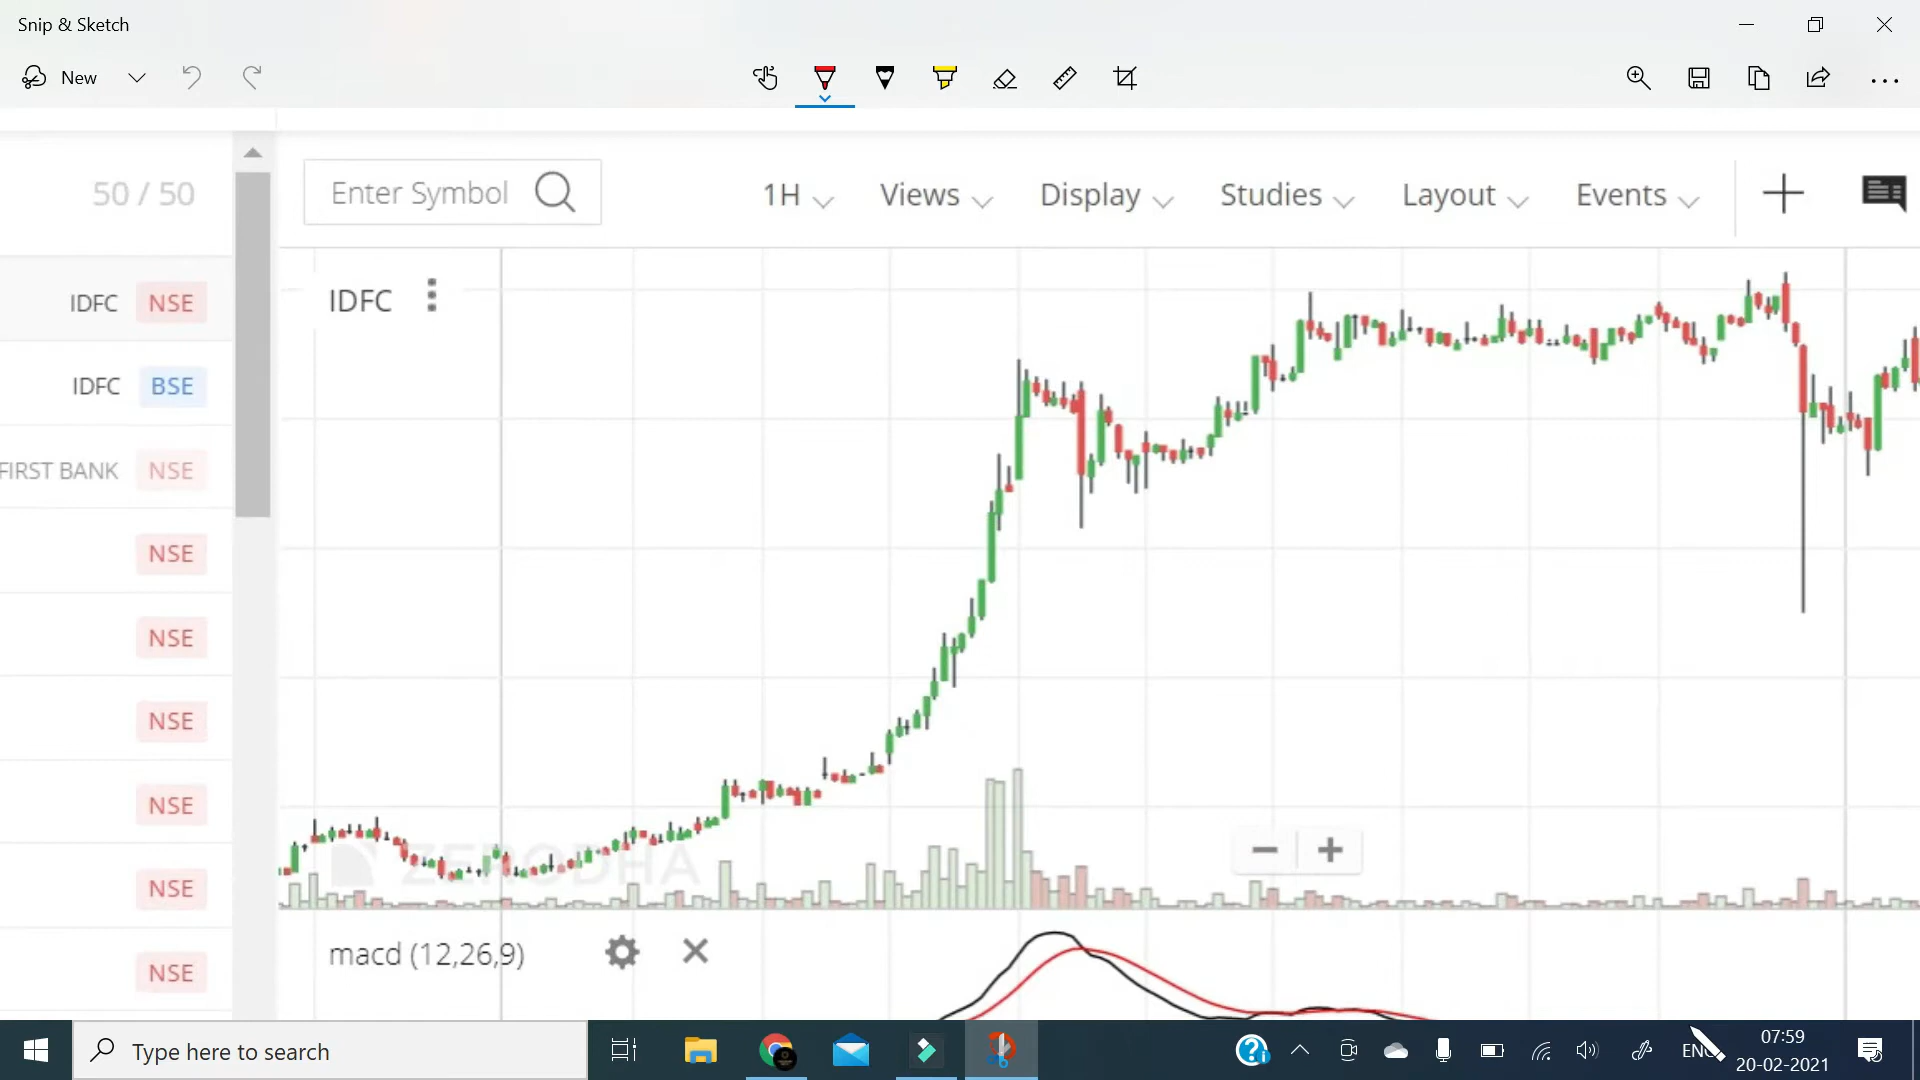 Snip & Sketch
New
50 / 50
Enter Symbol
1H
Views
Display
Studies
Layout
Events
IDFC NSE
IDFC
IDFC BSE
FIRST BANK NSE
NSE
NSE
NSE
NSE
NSE
NSE
ZERODHA
macd (12,26,9)
Type here to search
07:59
20-02-2021